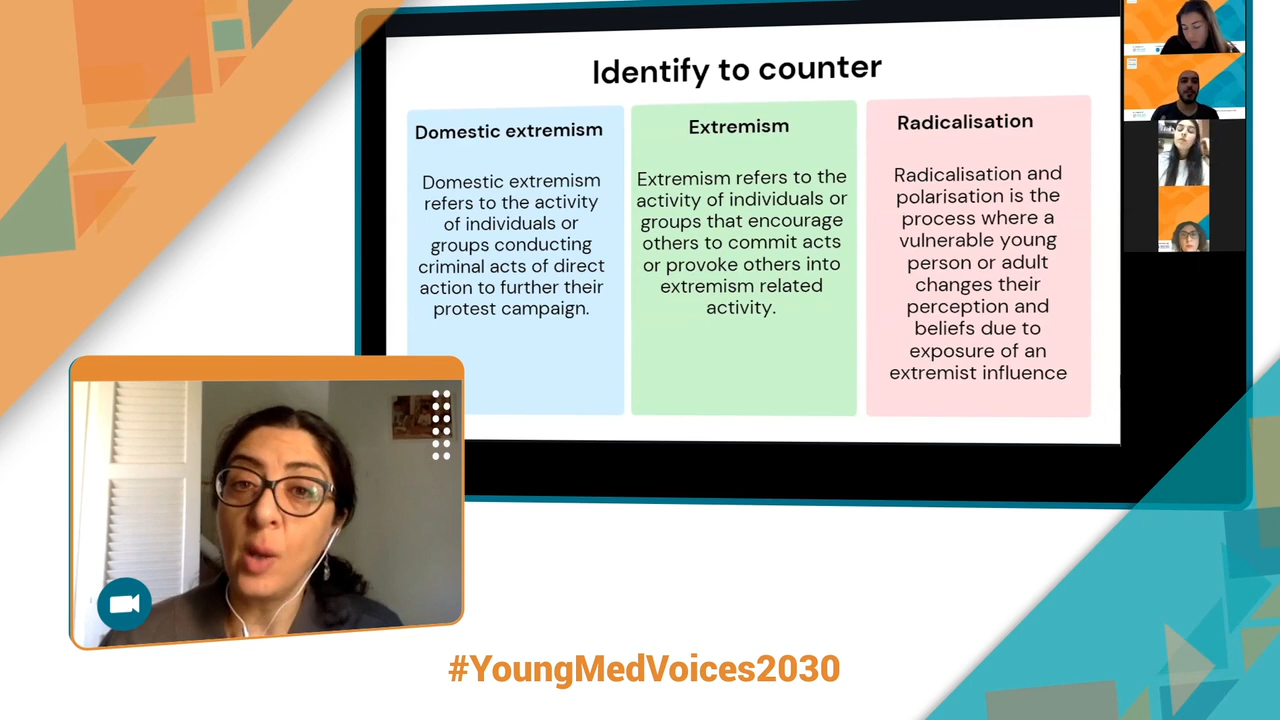 Identify to counter
Domestic extremism
Domestic extremism
refers to the activity
of individuals or
groups conducting
criminal acts of direct
action to further their
protest campaign.
Extremism
Extremism refers to the
activity of individuals or
groups that encourage
others to commit acts
or provoke others into
extremism related
activity.
Radicalisation
Radicalisation and
polarisation is the
process where a
vulnerable young
person or adult
changes their
perception and
beliefs due to
exposure of an
extremist influence
#YoungMedVoices2030